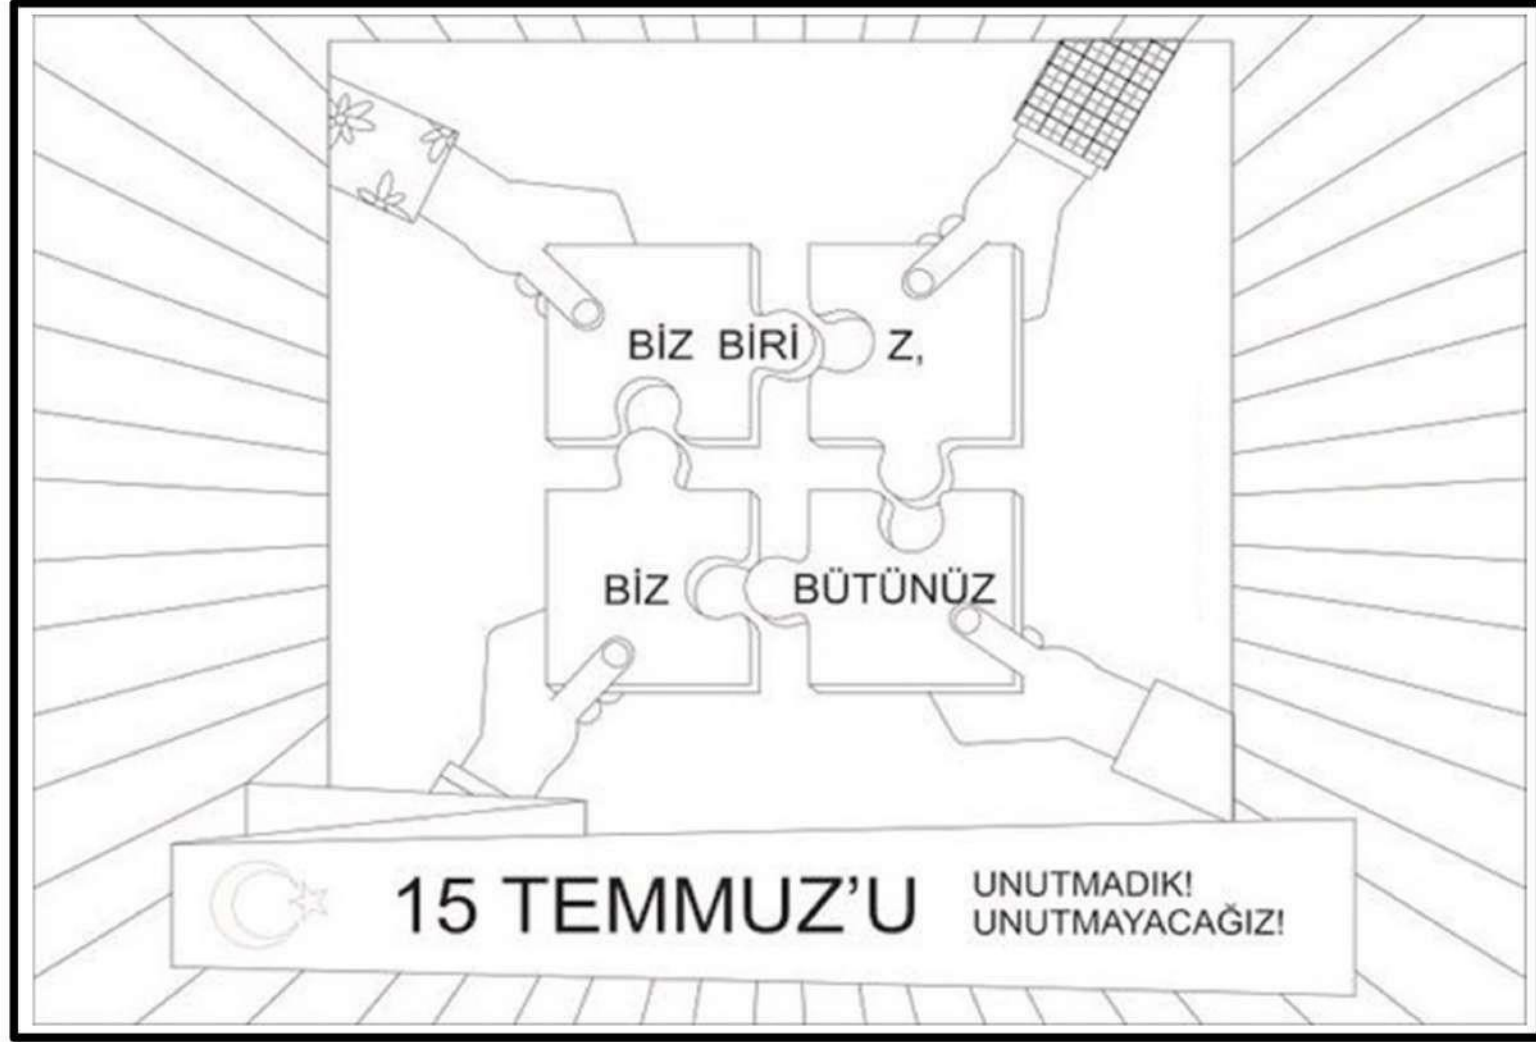 BİZ BİRİ Z,
BİZ BÜTÜNÜZ
15 TEMMUZ'U
UNUTMADIK!
UNUTMAYACAĞIZ!